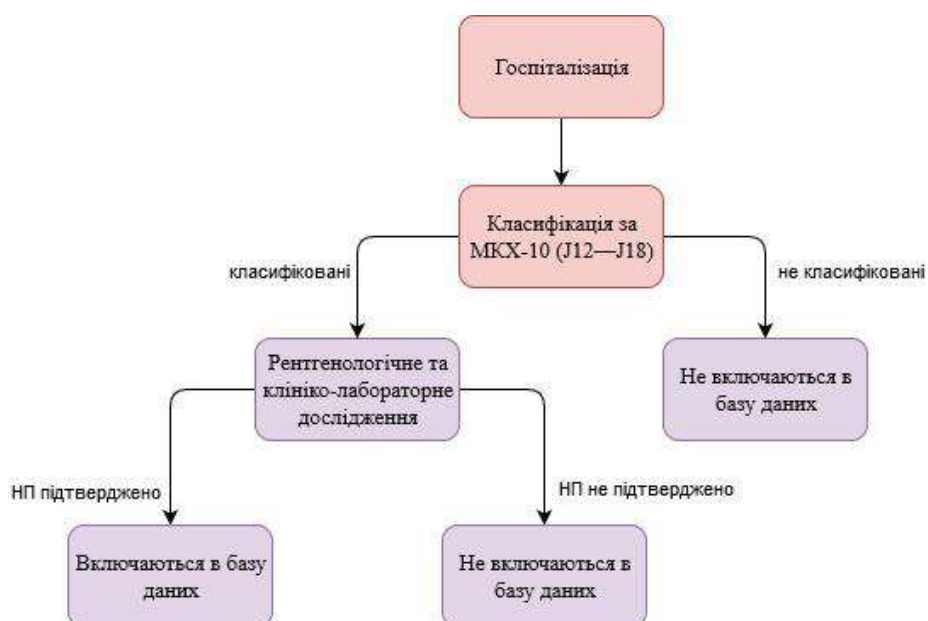 Госпіталізація
Класифікація за
МКХ-10 (J12—J18)
класифіковані
не класифіковані
Рентгенологічне та
клініко-лабораторне
дослідження
Не включаються в
базу даних
НП підтверджено
НП не підтверджено
Включаються в базу
даних
Не включаються в
базу даних